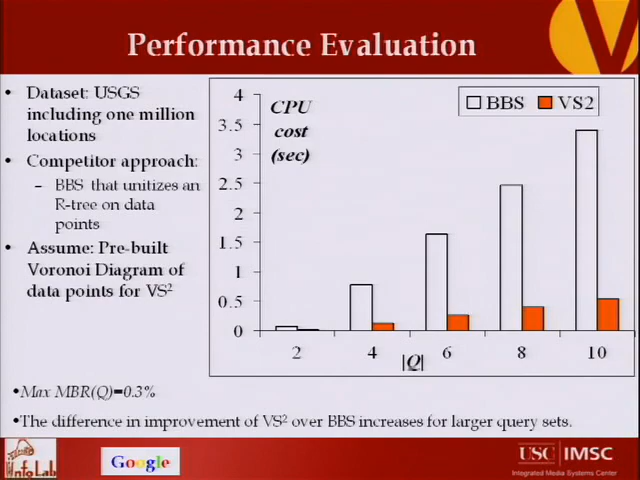 Performance Evaluation
• Dataset: USGS
including one million
locations
• Competitor approach:
– BBS that unitizes an
R-tree on data
points
• Assume: Pre-built
Voronoi Diagram of
data points for VS²
CPU
cost
(sec)
BBS VS2
4
3.5
3
2.5
2
1.5
1
0.5
0
2 4 6 8 10
|Q|
•Max MBR(Q)=0.3%
•The difference in improvement of VS² over BBS increases for larger query sets.
InfoLab
Google
USC IMSC
Integrated Media Systems Center